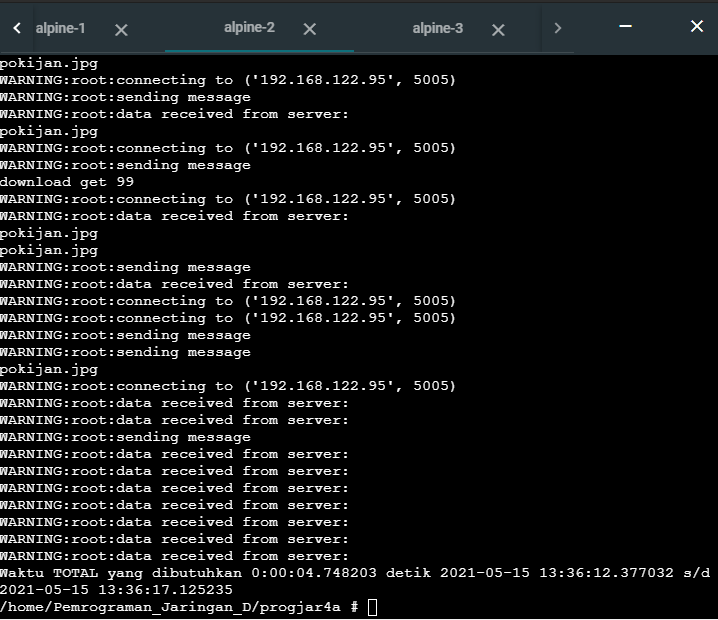 alpine-1
alpine-2
alpine-3
pokijan.jpg
WARNING:root:connecting to ('192.168.122.95', 5005)
WARNING:root:sending message
WARNING:root:data received from server:
pokijan.jpg
WARNING:root:connecting to ('192.168.122.95', 5005)
WARNING:root:sending message
download get 99
WARNING:root:connecting to ('192.168.122.95', 5005)
WARNING:root:data received from server:
pokijan.jpg
pokijan.jpg
WARNING:root:sending message
WARNING:root:data received from server:
WARNING:root:connecting to ('192.168.122.95', 5005)
WARNING:root:connecting to ('192.168.122.95', 5005)
WARNING:root:sending message
WARNING:root:sending message
pokijan.jpg
WARNING:root:connecting to ('192.168.122.95', 5005)
WARNING:root:data received from server:
WARNING:root:data received from server:
WARNING:root:sending message
WARNING:root:data received from server:
WARNING:root:data received from server:
WARNING:root:data received from server:
WARNING:root:data received from server:
WARNING:root:data received from server:
WARNING:root:data received from server:
WARNING:root:data received from server:
Waktu TOTAL yang dibutuhkan 0:00:04.748203 detik 2021-05-15 13:36:12.377032 s/d
2021-05-15 13:36:17.125235
/home/Pemrograman_Jaringan_D/progjar4a #